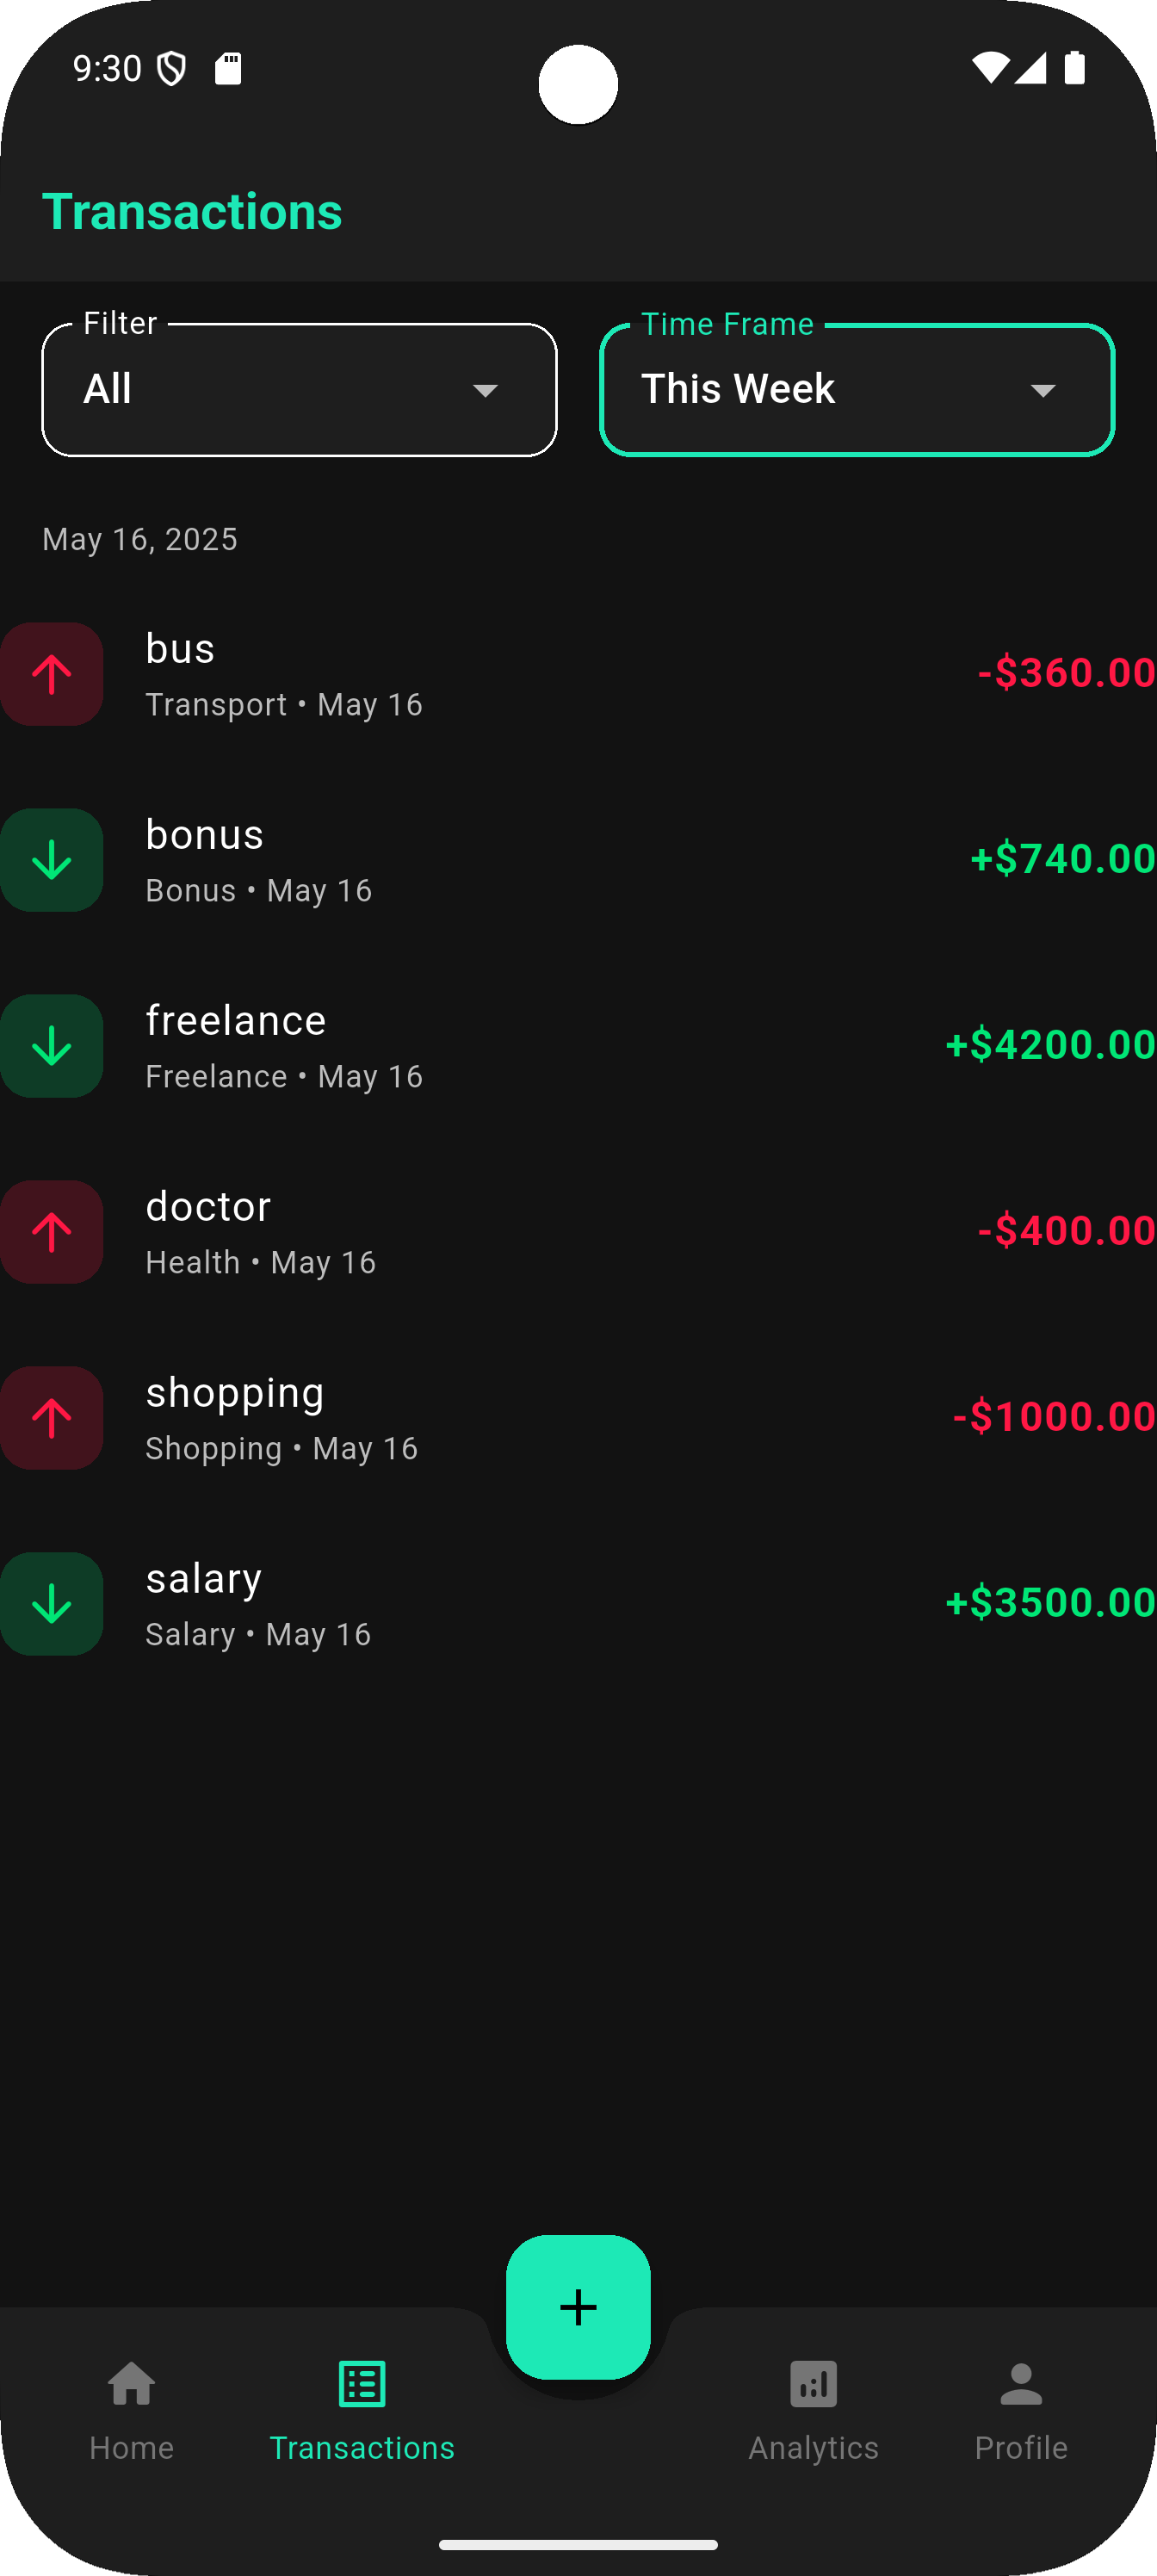 9:30
Transactions
Filter
All
Time Frame
This Week
May 16, 2025
bus
Transport • May 16
-$360.00
bonus
Bonus • May 16
+$740.00
freelance
Freelance • May 16
+$4200.00
doctor
Health • May 16
-$400.00
shopping
Shopping • May 16
-$1000.00
salary
Salary • May 16
+$3500.00
Home
Transactions
Analytics
Profile